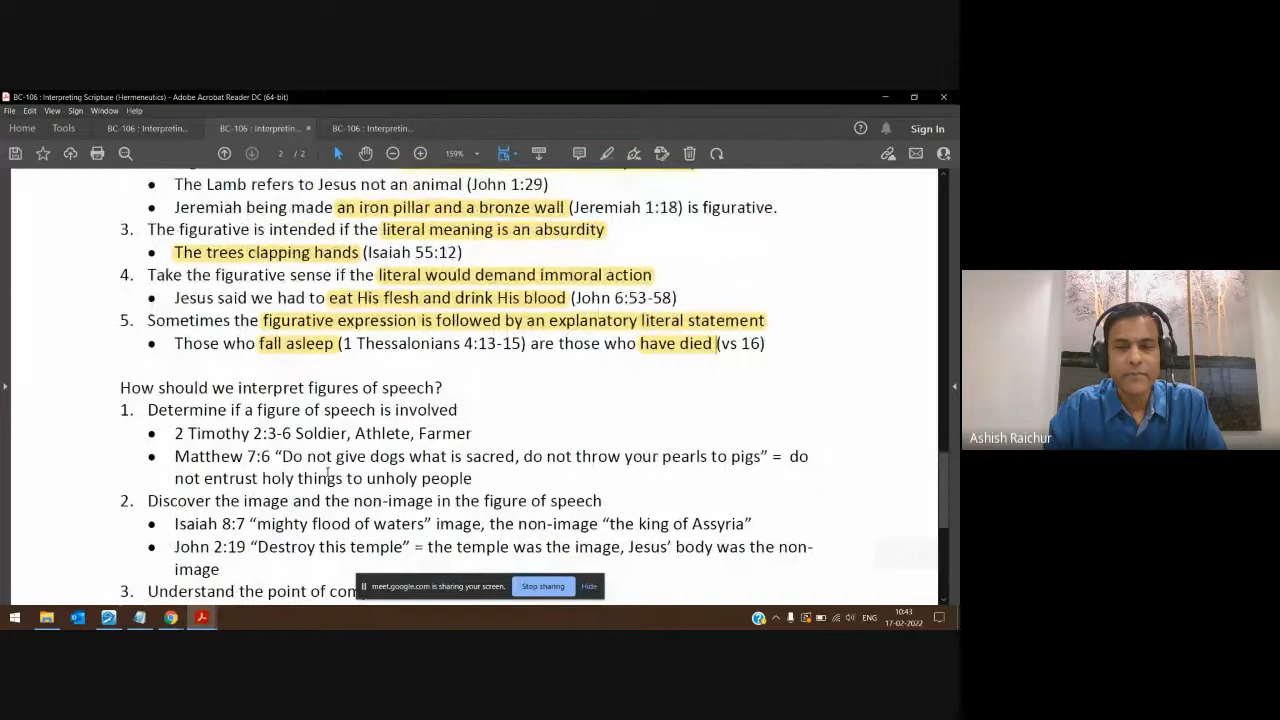 BC-106 : Interpreting Scripture (Hermeneutics) - Adobe Acrobat Reader DC (64-bit)
File Edit View Sign Window Help
Home Tools BC-106 : Interpretin... BC-106 : Interpretin... × BC-106 : Interpretin... Sign In
2 / 2 159%
• The Lamb refers to Jesus not an animal (John 1:29)
• Jeremiah being made an iron pillar and a bronze wall (Jeremiah 1:18) is figurative.
3. The figurative is intended if the literal meaning is an absurdity
• The trees clapping hands (Isaiah 55:12)
4. Take the figurative sense if the literal would demand immoral action
• Jesus said we had to eat His flesh and drink His blood (John 6:53-58)
5. Sometimes the figurative expression is followed by an explanatory literal statement
• Those who fall asleep (1 Thessalonians 4:13-15) are those who have died (vs 16)
How should we interpret figures of speech?
1. Determine if a figure of speech is involved
• 2 Timothy 2:3-6 Soldier, Athlete, Farmer
• Matthew 7:6 “Do not give dogs what is sacred, do not throw your pearls to pigs” = do
not entrust holy things to unholy people
2. Discover the image and the non-image in the figure of speech
• Isaiah 8:7 “mighty flood of waters” image, the non-image “the king of Assyria”
• John 2:19 “Destroy this temple” = the temple was the image, Jesus’ body was the non-
image
3. Understand the point of
meet.google.com is sharing your screen. Stop sharing Hide
ENG
10:43
17-02-2022
Ashish Raichur